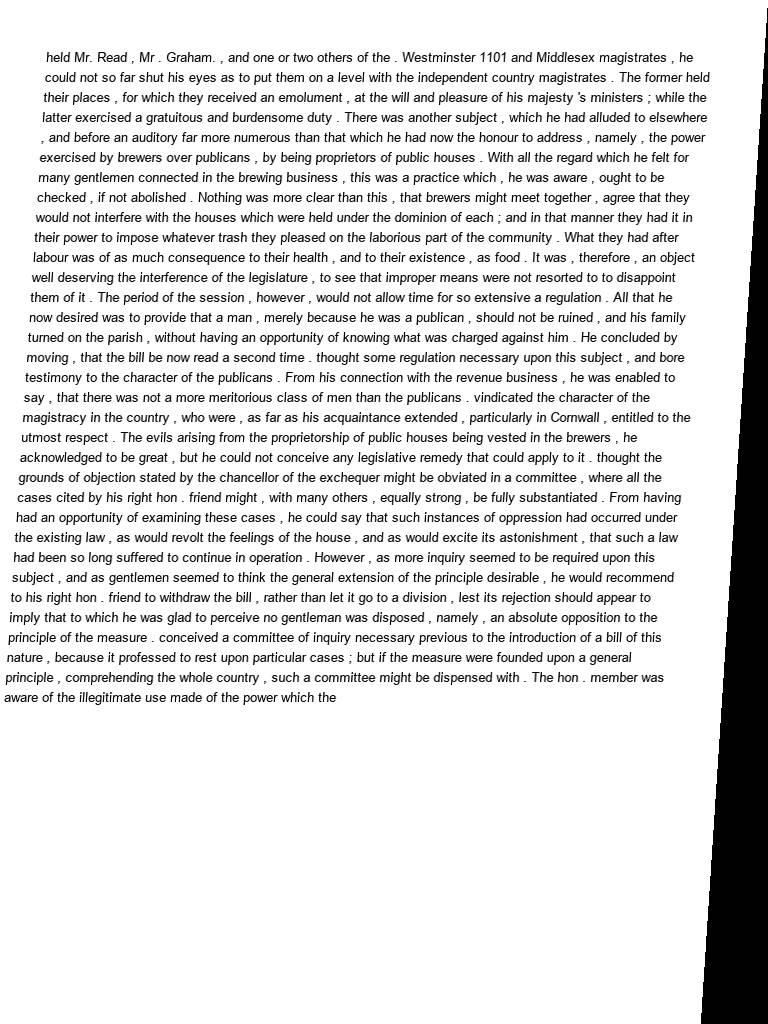 held Mr. Read , Mr . Graham. , and one or two others of the . Westminster 1101 and Middlesex magistrates , he
could not so far shut his eyes as to put them on a level with the independent country magistrates . The former held
their places , for which they received an emolument , at the will and pleasure of his majesty 's ministers ; while the
latter exercised a gratuitous and burdensome duty . There was another subject , which he had alluded to elsewhere
, and before an auditory far more numerous than that which he had now the honour to address , namely , the power
exercised by brewers over publicans , by being proprietors of public houses . With all the regard which he felt for
many gentlemen connected in the brewing business , this was a practice which , he was aware , ought to be
checked , if not abolished . Nothing was more clear than this , that brewers might meet together , agree that they
would not interfere with the houses which were held under the dominion of each ; and in that manner they had it in
their power to impose whatever trash they pleased on the laborious part of the community . What they had after
labour was of as much consequence to their health , and to their existence , as food . It was , therefore , an object
well deserving the interference of the legislature , to see that improper means were not resorted to to disappoint
them of it . The period of the session , however , would not allow time for so extensive a regulation . All that he
now desired was to provide that a man , merely because he was a publican , should not be ruined , and his family
turned on the parish , without having an opportunity of knowing what was charged against him . He concluded by
moving , that the bill be now read a second time . thought some regulation necessary upon this subject , and bore
testimony to the character of the publicans . From his connection with the revenue business , he was enabled to
say , that there was not a more meritorious class of men than the publicans . vindicated the character of the
magistracy in the country , who were , as far as his acquaintance extended , particularly in Cornwall , entitled to the
utmost respect . The evils arising from the proprietorship of public houses being vested in the brewers , he
acknowledged to be great , but he could not conceive any legislative remedy that could apply to it . thought the
grounds of objection stated by the chancellor of the exchequer might be obviated in a committee , where all the
cases cited by his right hon . friend might , with many others , equally strong , be fully substantiated . From having
had an opportunity of examining these cases , he could say that such instances of oppression had occurred under
the existing law , as would revolt the feelings of the house , and as would excite its astonishment , that such a law
had been so long suffered to continue in operation . However , as more inquiry seemed to be required upon this
subject , and as gentlemen seemed to think the general extension of the principle desirable , he would recommend
to his right hon . friend to withdraw the bill , rather than let it go to a division , lest its rejection should appear to
imply that to which he was glad to perceive no gentleman was disposed , namely , an absolute opposition to the
principle of the measure . conceived a committee of inquiry necessary previous to the introduction of a bill of this
nature , because it professed to rest upon particular cases ; but if the measure were founded upon a general
principle , comprehending the whole country , such a committee might be dispensed with . The hon . member was
aware of the illegitimate use made of the power which the